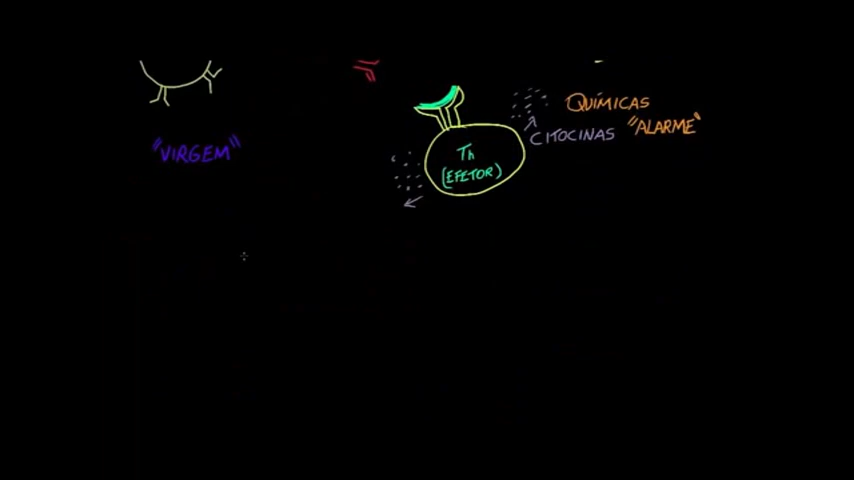 QUÍMICAS
"ALARME"
CITOCINAS
"VIRGEM"
Th
(EFETOR)